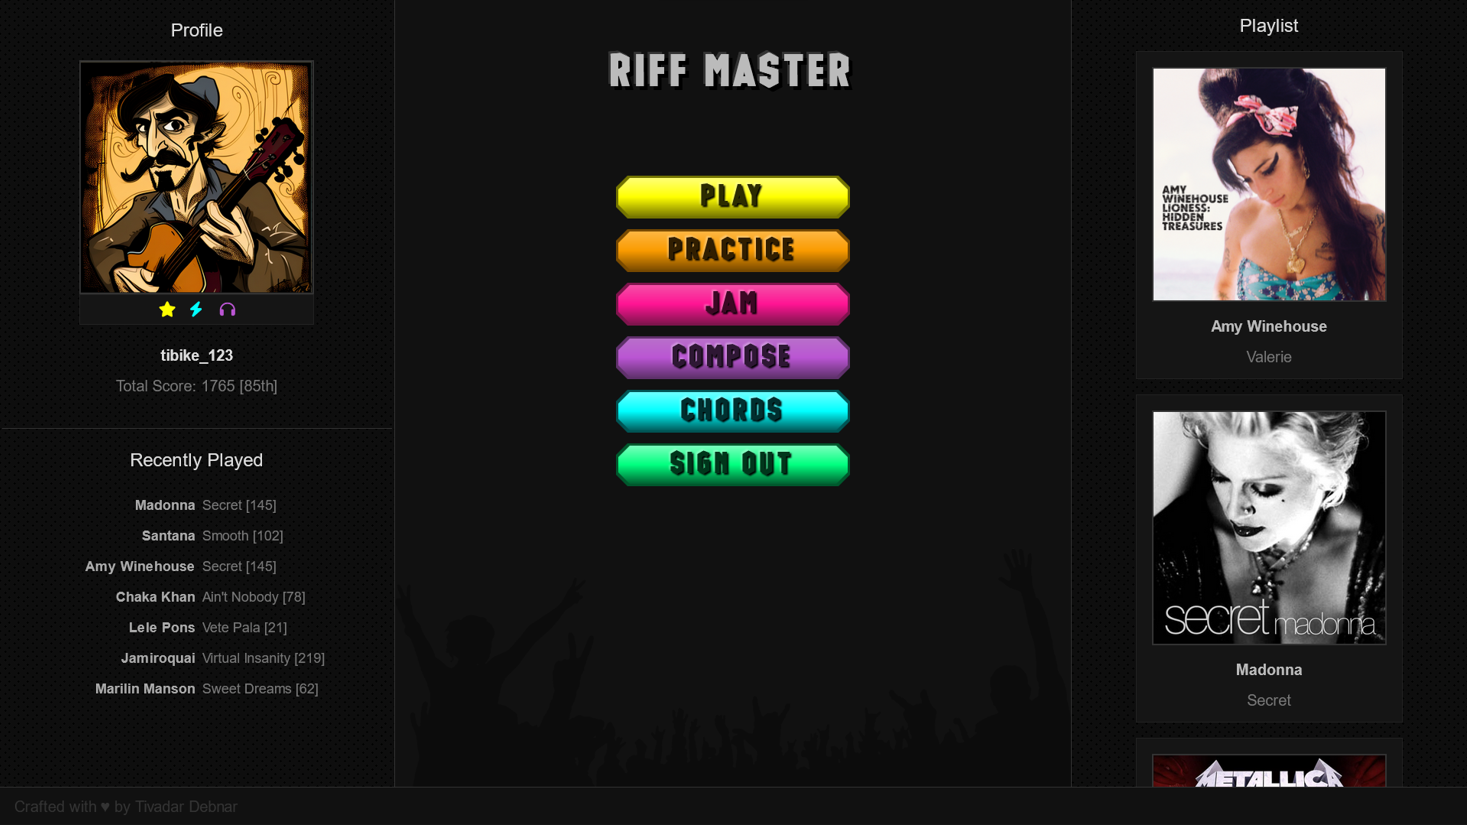 Profile
tibike_123
Total Score: 1765 [85th]
Recently Played
Madonna Secret [145]
Santana Smooth [102]
Amy Winehouse Secret [145]
Chaka Khan Ain't Nobody [78]
Lele Pons Vete Pala [21]
Jamiroquai Virtual Insanity [219]
Marilin Manson Sweet Dreams [62]
RIFF MASTER
PLAY
PRACTICE
JAM
COMPOSE
CHORDS
SIGN OUT
Playlist
AMY
WINEHOUSE
LIONESS:
HIDDEN
TREASURES
Amy Winehouse
Valerie
secret madonna
Madonna
Secret
METALLICA
Crafted with ♥ by Tivadar Debnar